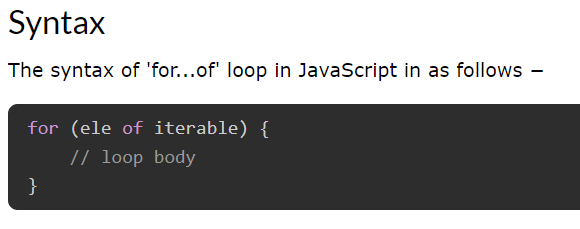 Syntax
The syntax of 'for...of' loop in JavaScript in as follows −
for (ele of iterable) {
    // loop body
}